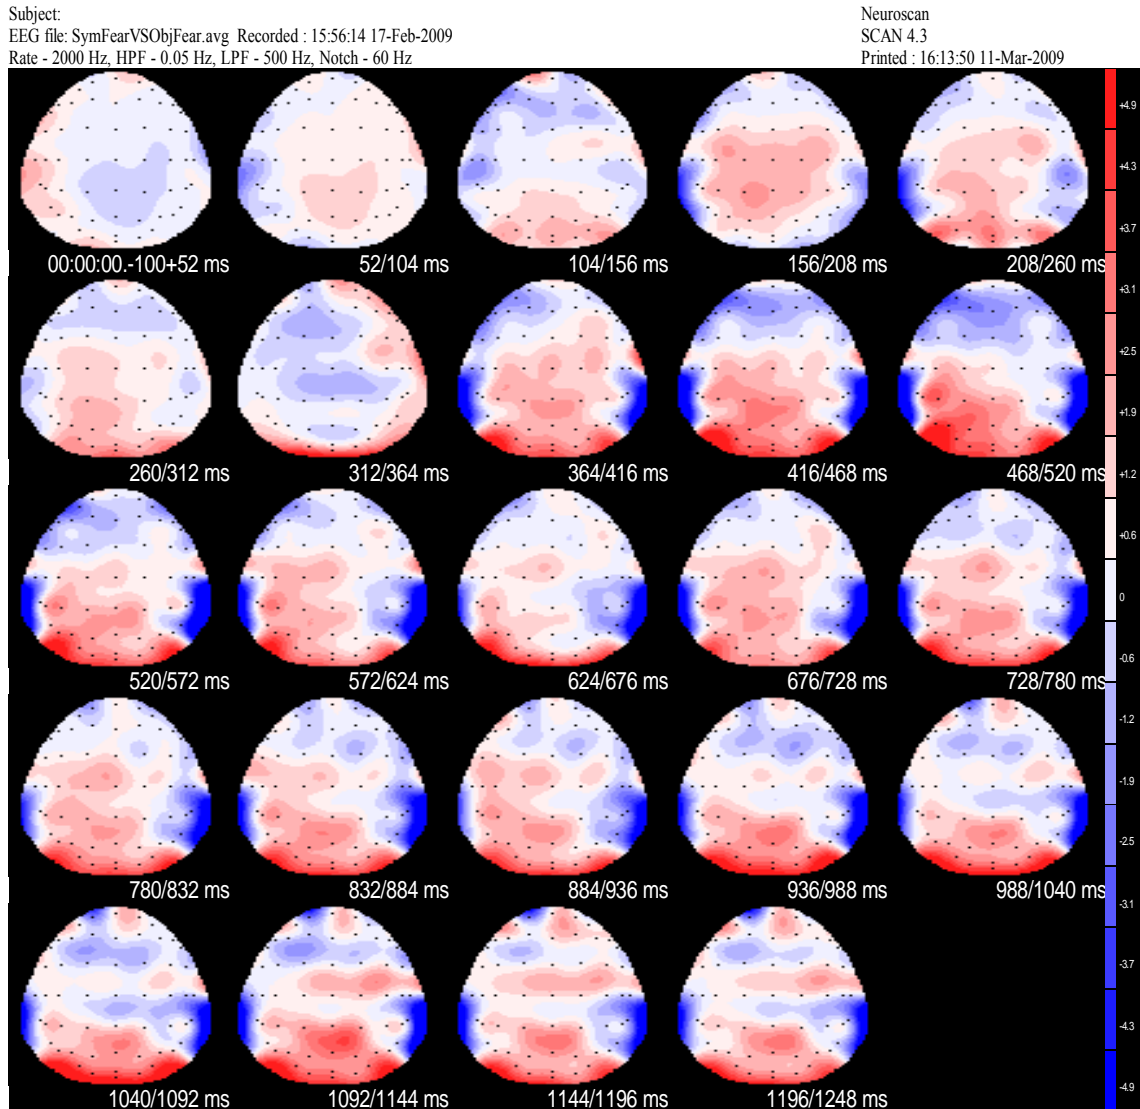 Subject:
EEG file: SymFearVSObjFear.avg Recorded : 15:56:14 17-Feb-2009
Rate - 2000 Hz, HPF - 0.05 Hz, LPF - 500 Hz, Notch - 60 Hz
Neuroscan
SCAN 4.3
Printed : 16:13:50 11-Mar-2009
00:00:00.-100+52 ms
52/104 ms
104/156 ms
156/208 ms
208/260 ms
260/312 ms
312/364 ms
364/416 ms
416/468 ms
468/520 ms
520/572 ms
572/624 ms
624/676 ms
676/728 ms
728/780 ms
780/832 ms
832/884 ms
884/936 ms
936/988 ms
988/1040 ms
1040/1092 ms
1092/1144 ms
1144/1196 ms
1196/1248 ms
+4.9
+4.3
+3.7
+3.1
+2.5
+1.9
+1.2
+0.6
0
-0.6
-1.2
-1.9
-2.5
-3.1
-3.7
-4.3
-4.9